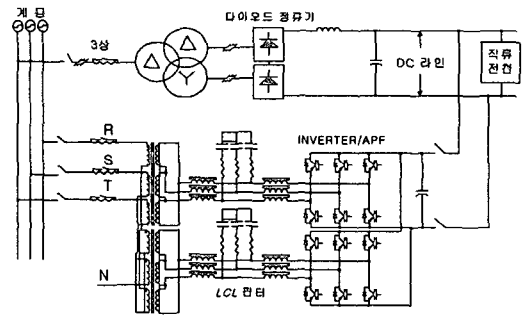 계 통
다이오드 정류기
3상
DC 라인
직류
전철
R
S
T
N
INVERTER/APF
LCL 필터